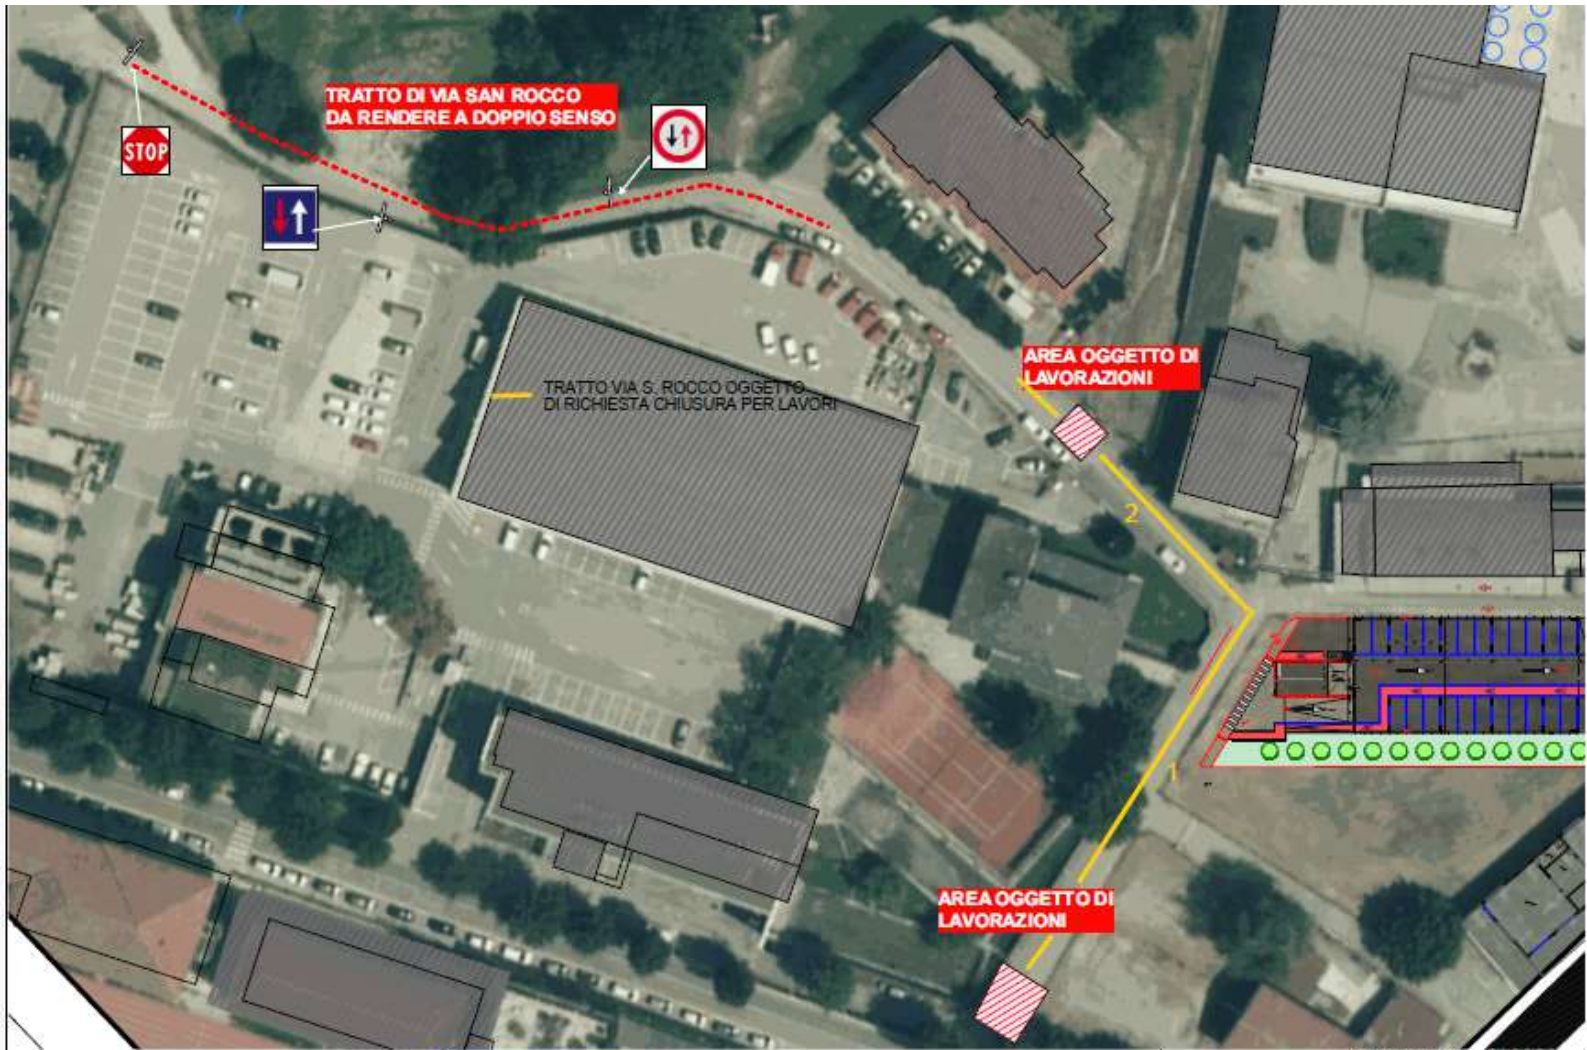 TRATTO DI VIA SAN ROCCO
DA RENDERE A DOPPIO SENSO
STOP
AREA OGGETTO DI
LAVORAZIONI
TRATTO VIA S. ROCCO OGGETTO
DI RICHIESTA CHIUSURA PER LAVORI
2
1
AREA OGGETTO DI
LAVORAZIONI